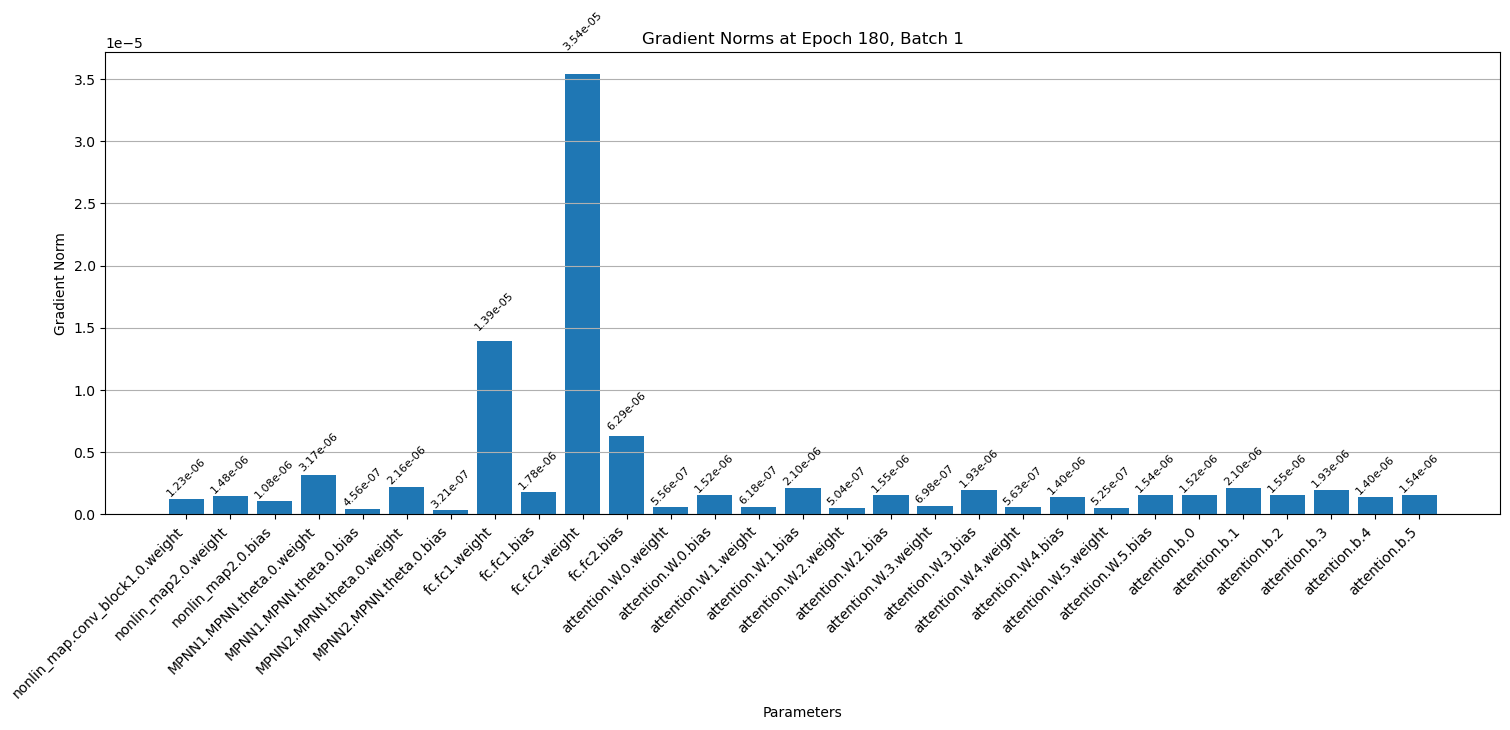 Gradient Norms at Epoch 180, Batch 1
1e−5
3.5
3.0
2.5
2.0
1.5
1.0
0.5
0.0
Gradient Norm
1.23e-06
1.48e-06
1.08e-06
3.17e-06
4.56e-07
2.16e-06
3.21e-07
1.39e-05
1.78e-06
3.54e-05
6.29e-06
5.56e-07
1.52e-06
6.18e-07
2.10e-06
5.04e-07
1.55e-06
6.98e-07
1.93e-06
5.63e-07
1.40e-06
5.25e-07
1.54e-06
1.52e-06
2.10e-06
1.55e-06
1.93e-06
1.40e-06
1.54e-06
nonlin_map.conv_block1.0.weight
nonlin_map2.0.weight
nonlin_map2.0.bias
MPNN1.MPNN.theta.0.weight
MPNN1.MPNN.theta.0.bias
MPNN2.MPNN.theta.0.weight
MPNN2.MPNN.theta.0.bias
fc.fc1.weight
fc.fc1.bias
fc.fc2.weight
fc.fc2.bias
attention.W.0.weight
attention.W.0.bias
attention.W.1.weight
attention.W.1.bias
attention.W.2.weight
attention.W.2.bias
attention.W.3.weight
attention.W.3.bias
attention.W.4.weight
attention.W.4.bias
attention.W.5.weight
attention.W.5.bias
attention.b.0
attention.b.1
attention.b.2
attention.b.3
attention.b.4
attention.b.5
Parameters